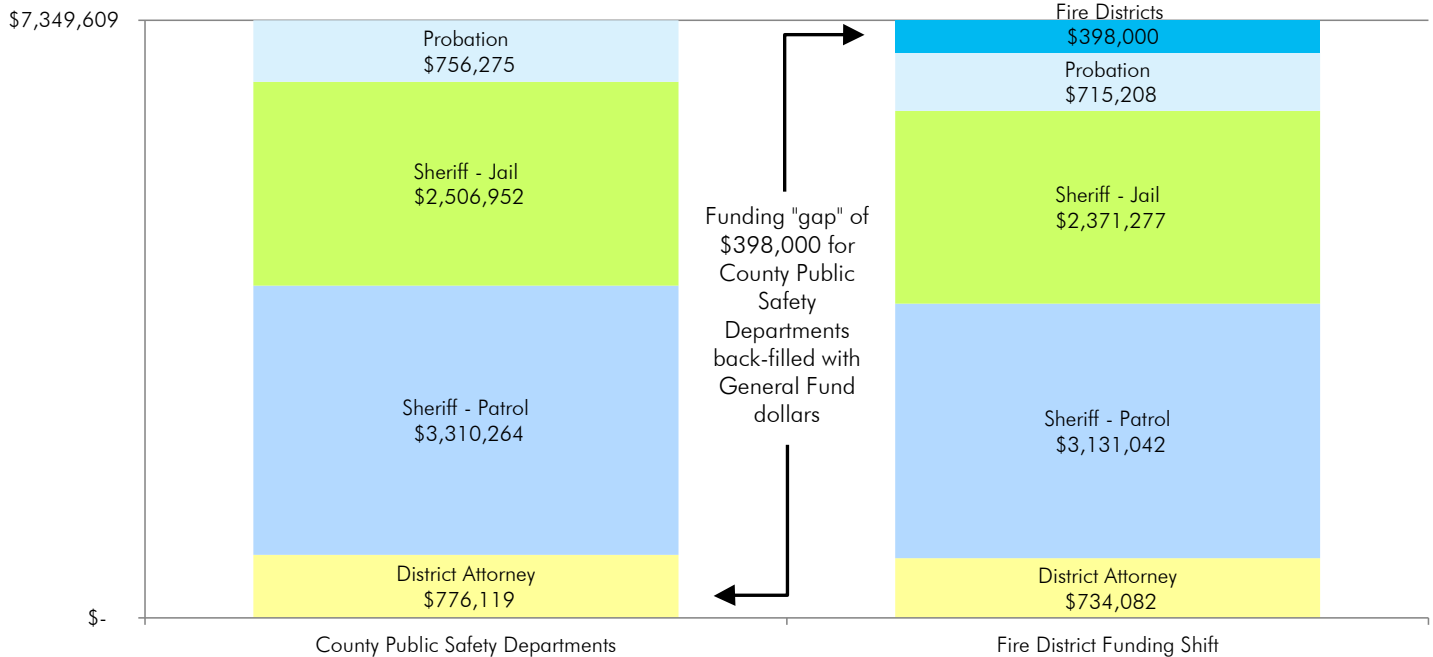 $7,349,609
$-
Probation
$756,275
Sheriff - Jail
$2,506,952
Sheriff - Patrol
$3,310,264
District Attorney
$776,119
County Public Safety Departments
Funding "gap" of
$398,000 for
County Public
Safety
Departments
back-filled with
General Fund
dollars
Fire Districts
$398,000
Probation
$715,208
Sheriff - Jail
$2,371,277
Sheriff - Patrol
$3,131,042
District Attorney
$734,082
Fire District Funding Shift